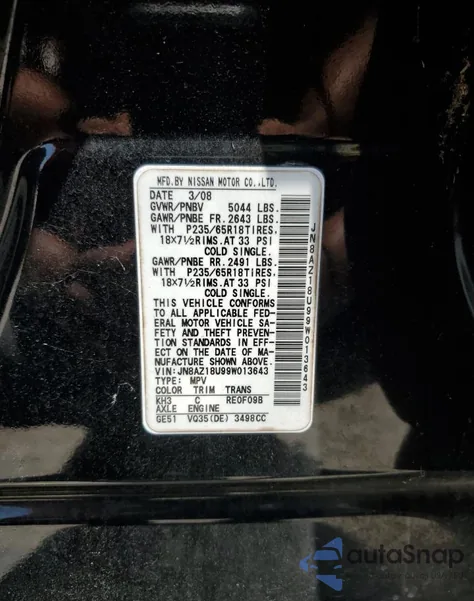 MFD.BY NISSAN MOTOR CO.,LTD.
DATE 3/08
GVWR/PNBV 5044 LBS.
GAWR/PNBE FR. 2643 LBS.
WITH P235/65R18TIRES,
18×7½RIMS.AT 33 PSI
COLD SINGLE.
GAWR/PNBE RR. 2491 LBS.
WITH P235/65R18TIRES,
18×7½RIMS.AT 33 PSI
COLD SINGLE.
THIS VEHICLE CONFORMS
TO ALL APPLICABLE FED-
ERAL MOTOR VEHICLE SA-
FETY AND THEFT PREVEN-
TION STANDARDS IN EFF-
ECT ON THE DATE OF MA-
NUFACTURE SHOWN ABOVE.
VIN:JN8AZ18U99W013643
TYPE: MPV
COLOR TRIM TRANS
KH3 C RE0F09B
AXLE ENGINE
GE51 VQ35(DE) 3498CC
JN8AZ18U99W013643
autoSnap